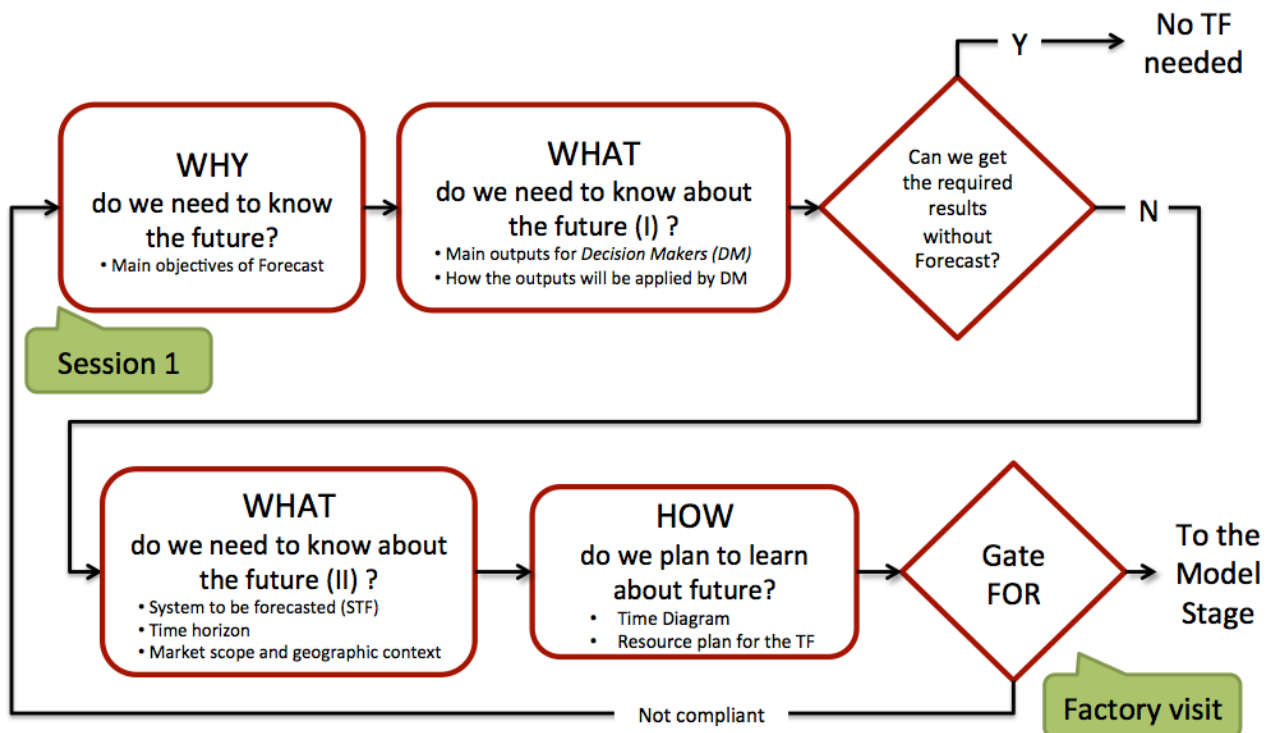 No TF
needed
Y
WHY
do we need to know
the future?
• Main objectives of Forecast
WHAT
do we need to know about
the future (I) ?
• Main outputs for Decision Makers (DM)
• How the outputs will be applied by DM
Can we get
the required
results
without
Forecast?
N
Session 1
WHAT
do we need to know about
the future (II) ?
• System to be forecasted (STF)
• Time horizon
• Market scope and geographic context
HOW
do we plan to learn
about future?
• Time Diagram
• Resource plan for the TF
Gate
FOR
To the
Model
Stage
Not compliant
Factory visit